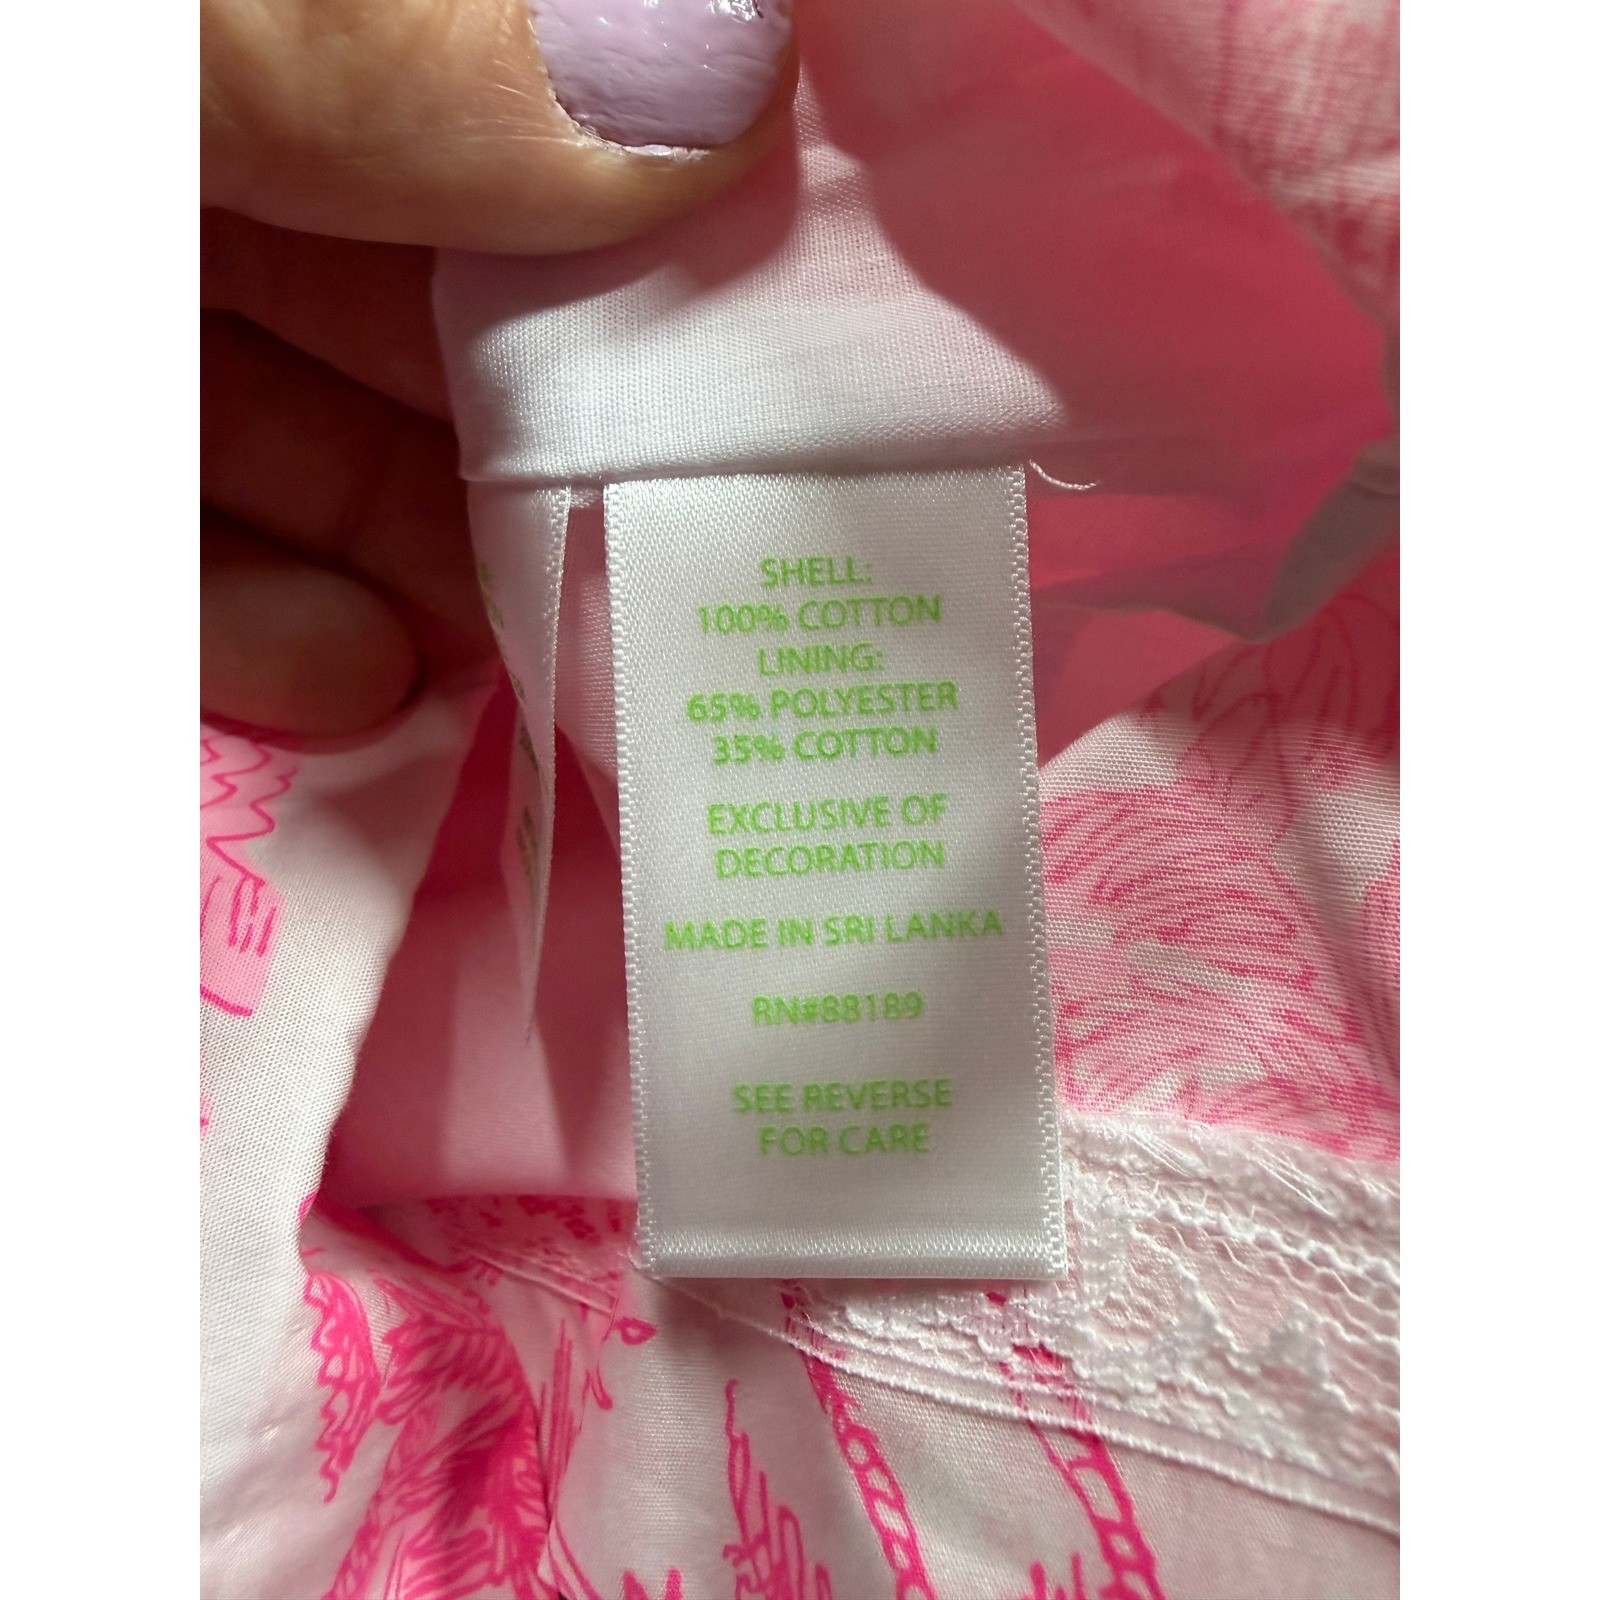 SHELL:
100% COTTON
LINING:
65% POLYESTER
35% COTTON
EXCLUSIVE OF
DECORATION
MADE IN SRI LANKA
RN#88189
SEE REVERSE
FOR CARE